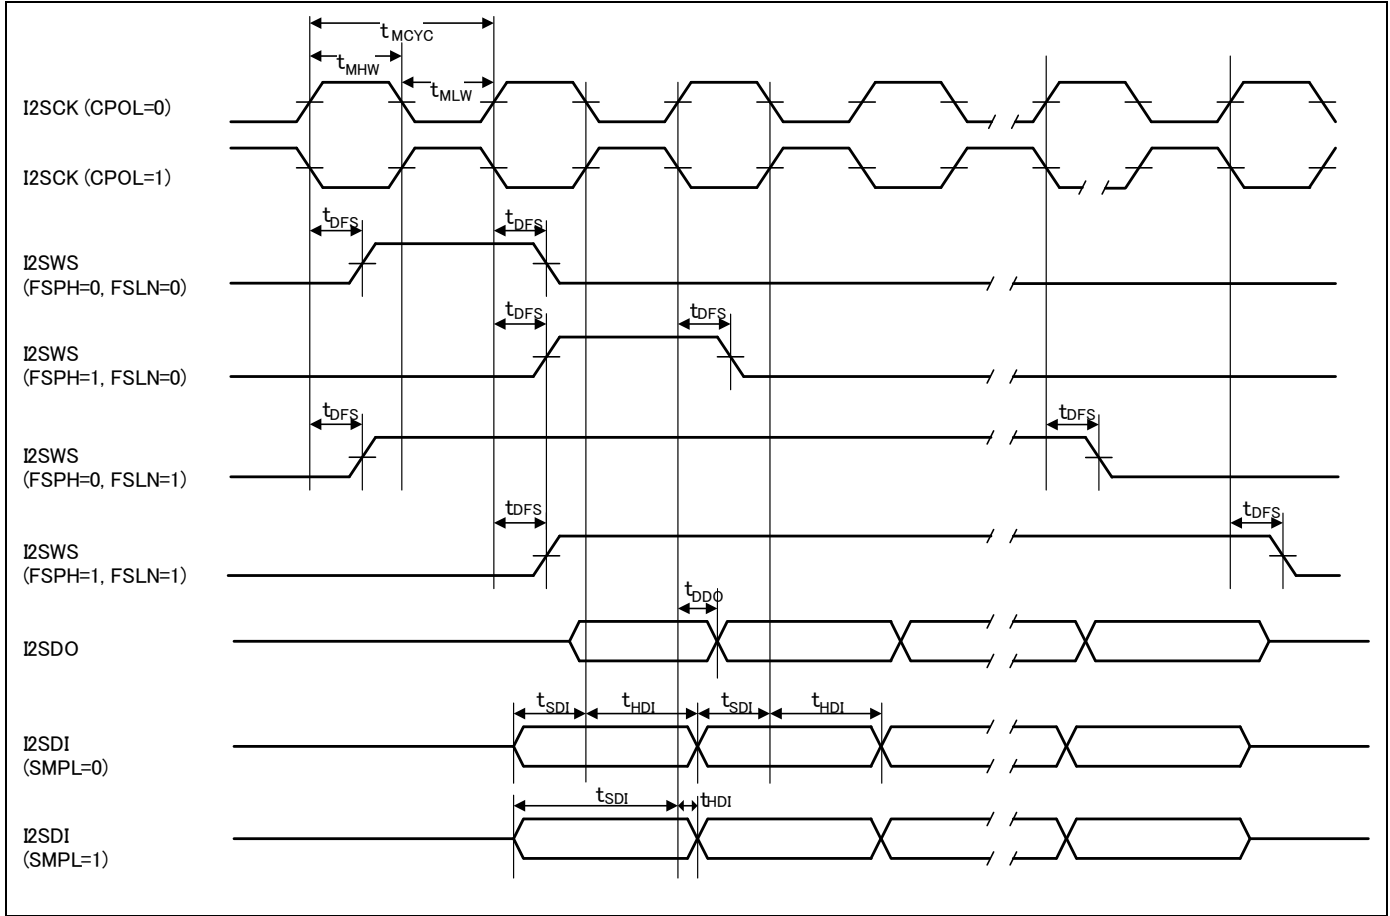 tMCYC
tMHW
tMLW
I2SCK (CPOL=0)
I2SCK (CPOL=1)
tDFS tDFS
I2SWS
(FSPH=0, FSLN=0)
tDFS tDFS
I2SWS
(FSPH=1, FSLN=0)
tDFS tDFS
I2SWS
(FSPH=0, FSLN=1)
tDFS tDFS
I2SWS
(FSPH=1, FSLN=1)
tDDO
I2SDO
tSDI tHDI tSDI tHDI
I2SDI
(SMPL=0)
tSDI tHDI
I2SDI
(SMPL=1)